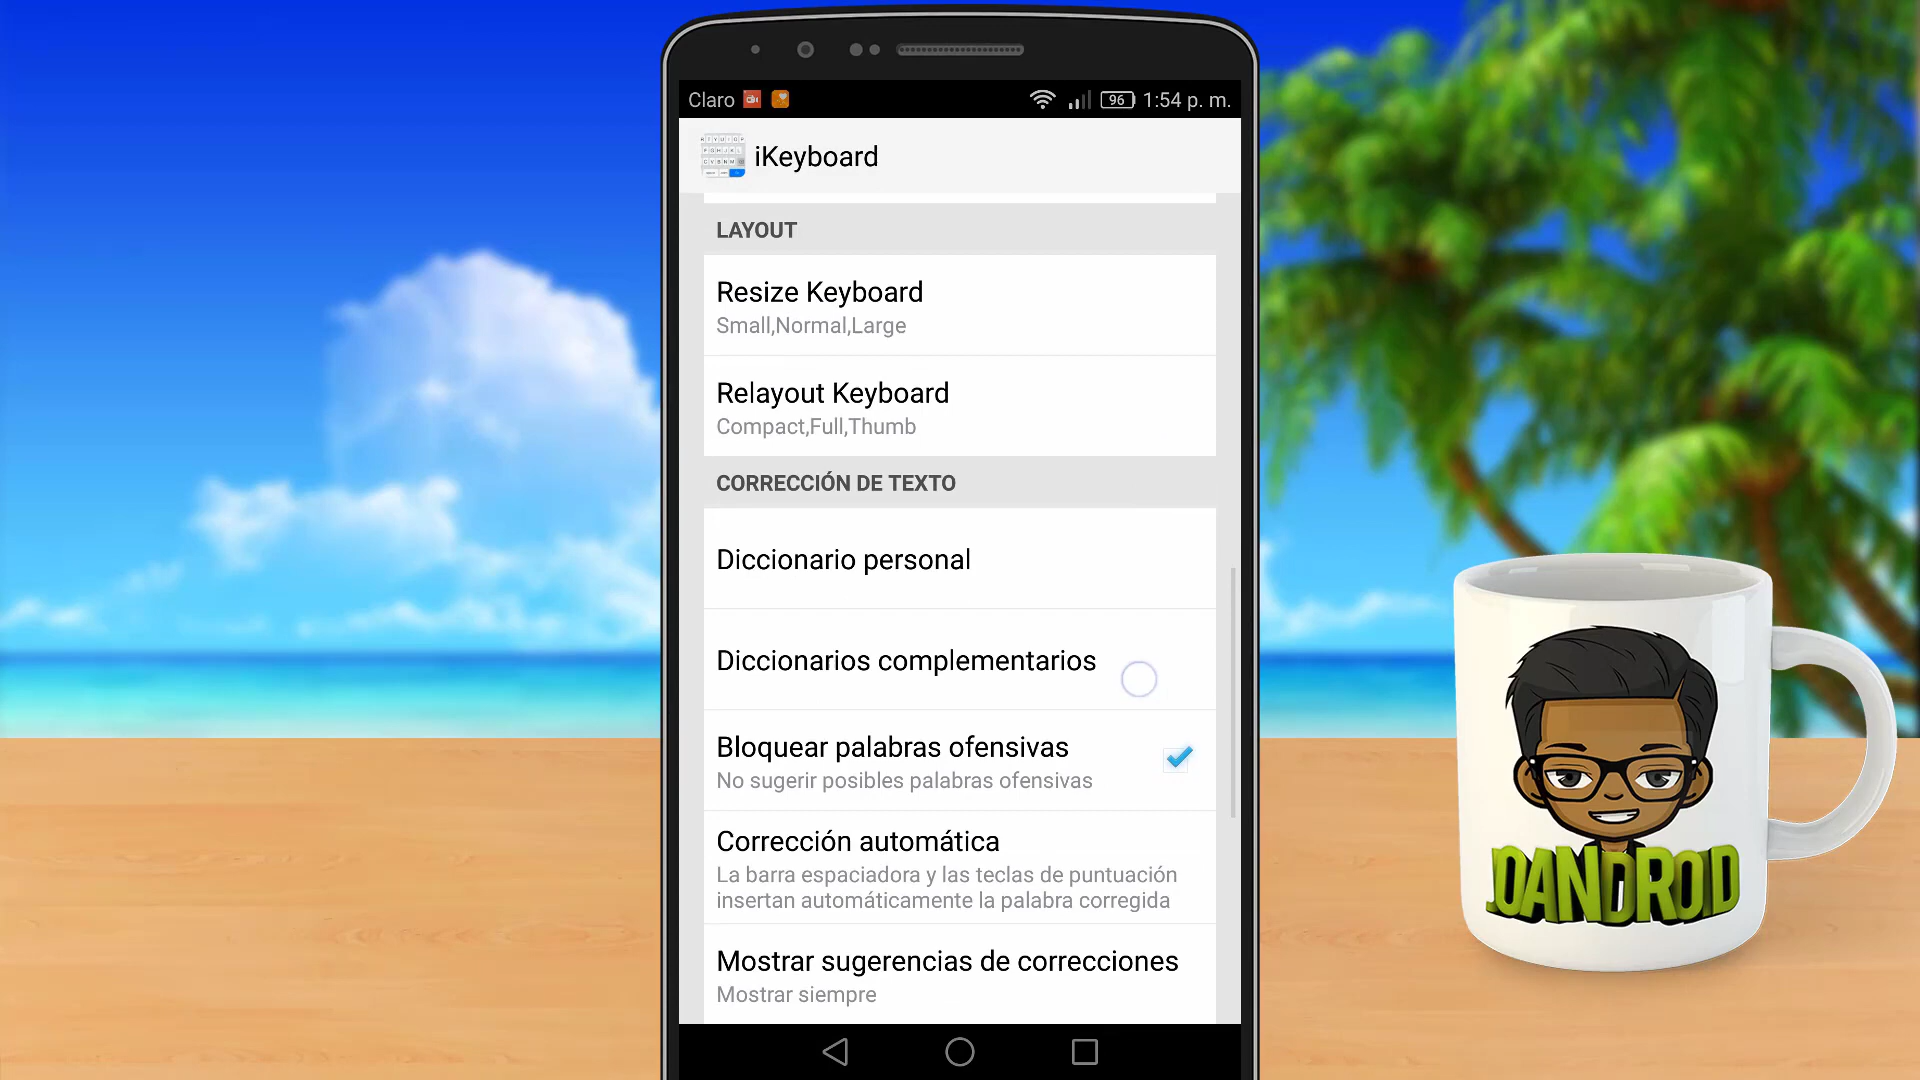 Claro 96 1:54 p. m.
iKeyboard
LAYOUT
Resize Keyboard
Small,Normal,Large
Relayout Keyboard
Compact,Full,Thumb
CORRECCIÓN DE TEXTO
Diccionario personal
Diccionarios complementarios
Bloquear palabras ofensivas
No sugerir posibles palabras ofensivas
Corrección automática
La barra espaciadora y las teclas de puntuación
insertan automáticamente la palabra corregida
Mostrar sugerencias de correcciones
Mostrar siempre
JOANDROID